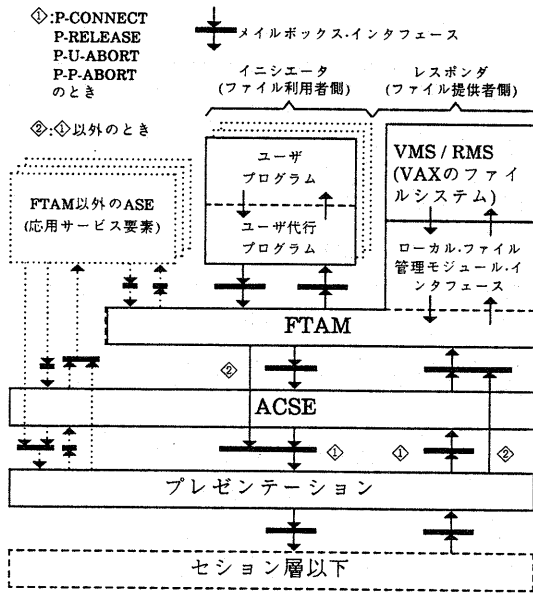 ①:P-CONNECT
P-RELEASE
P-U-ABORT
P-P-ABORT
のとき
②:①以外のとき
メイルボックス・インタフェース
イニシエータ
(ファイル利用者側)
レスポンダ
(ファイル提供者側)
FTAM以外のASE
(応用サービス要素)
ユーザ
プログラム
ユーザ代行
プログラム
VMS / RMS
(VAXのファイ
ルシステム)
ローカル・ファイル
管理モジュール・イ
ンタフェース
FTAM
②
ACSE
①
①
②
プレゼンテーション
セション層以下